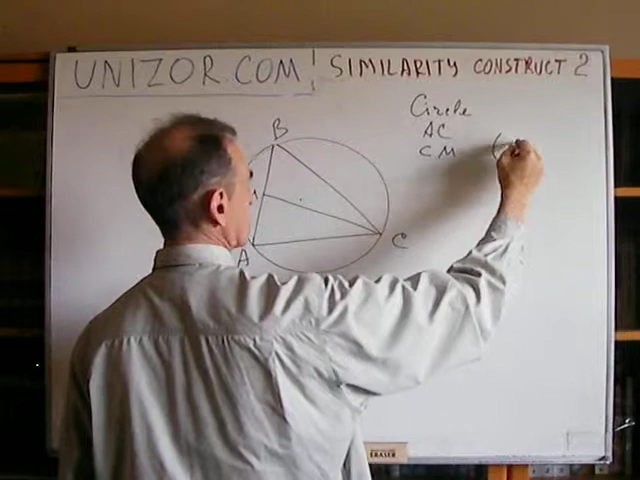 UNIZOR.COM! SIMILARITY CONSTRUCT 2
Circle
AC
CM
(
B
C
A
ERASER